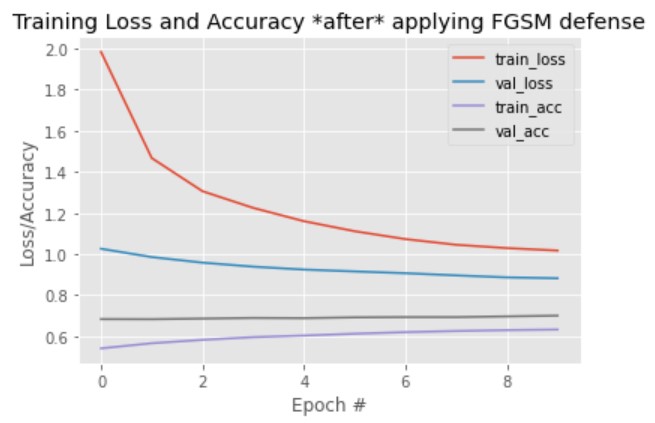 Training Loss and Accuracy *after* applying FGSM defense
2.0
1.8
1.6
1.4
1.2
1.0
0.8
0.6
Loss/Accuracy
train_loss
val_loss
train_acc
val_acc
0 2 4 6 8
Epoch #